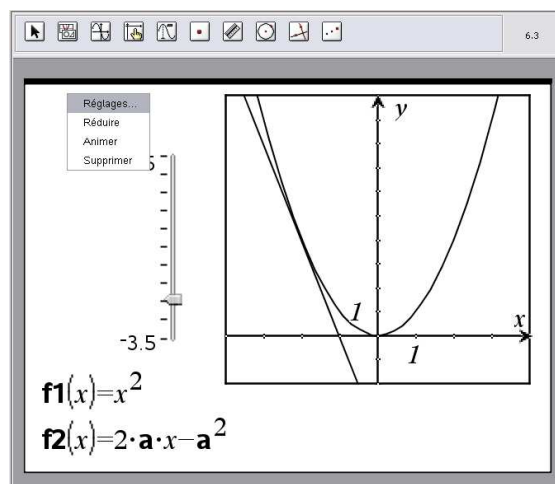 6.3
Réglages...
Réduire
Animer
Supprimer
5
-3.5
y
1
x
1
f1(x)=x²
f2(x)=2·a·x−a²